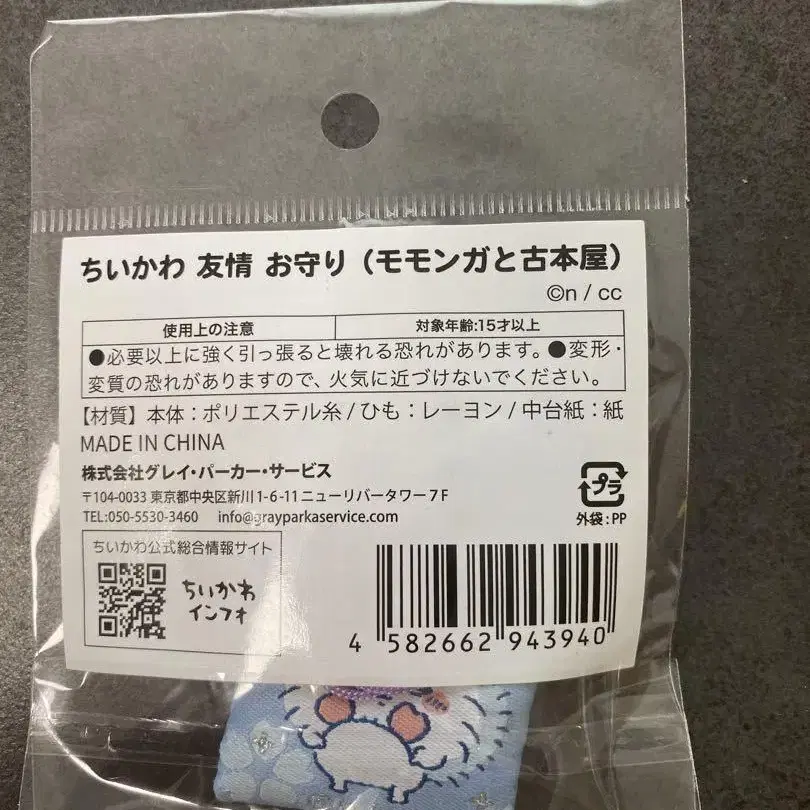 ちいかわ 友情 お守り（モモンガと古本屋）
©n / cc
使用上の注意
対象年齢:15才以上
●必要以上に強く引っ張ると壊れる恐れがあります。●変形・
変質の恐れがありますので、火気に近づけないでください。
【材質】本体：ポリエステル糸 / ひも：レーヨン / 中台紙：紙
MADE IN CHINA
株式会社グレイ・パーカー・サービス
〒104-0033 東京都中央区新川1-6-11 ニューリバータワー7F
TEL:050-5530-3460 info@grayparkaservice.com
プラ
外袋:PP
ちいかわ公式総合情報サイト
ちいかわ
インフォ
4 582662 943940